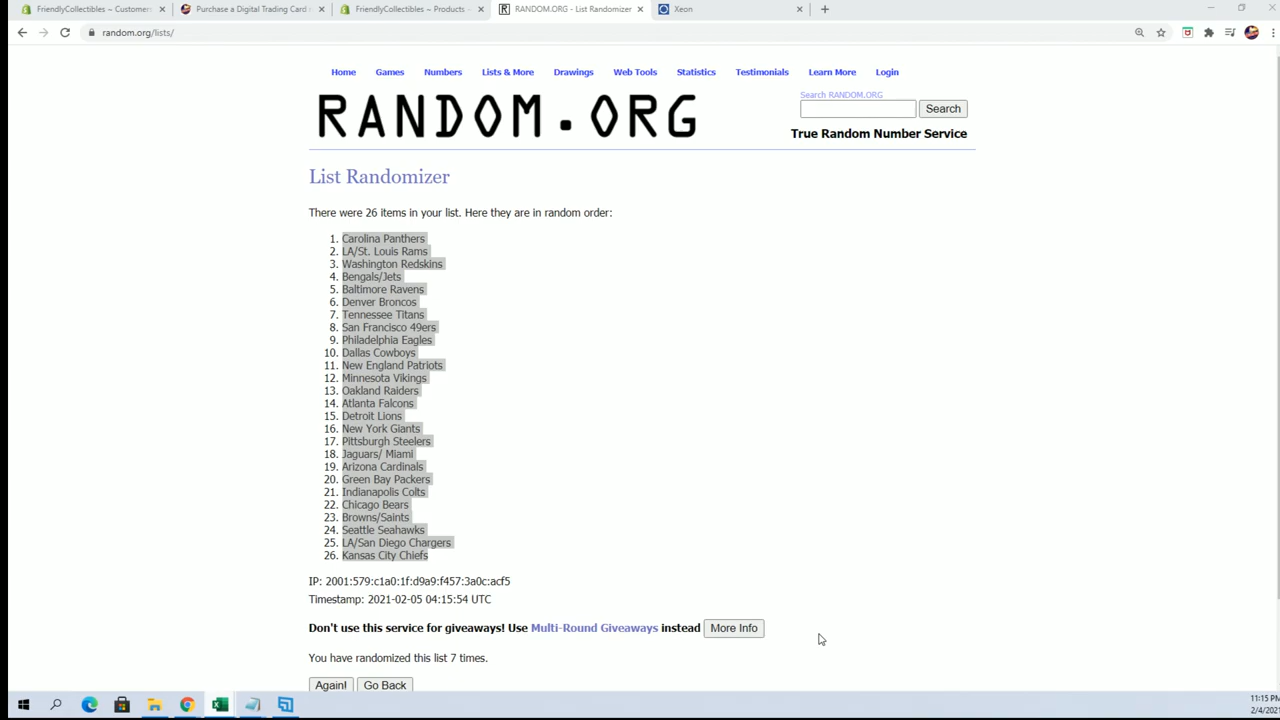 FriendlyCollectibles ~ Customer
Purchase a Digital Trading Card
FriendlyCollectibles ~ Products
RANDOM.ORG - List Randomizer
Xeon
random.org/lists/
Home Games Numbers Lists & More Drawings Web Tools Statistics Testimonials Learn More Login
Search RANDOM.ORG
RANDOM.ORG
Search
True Random Number Service
List Randomizer
There were 26 items in your list. Here they are in random order:
1. Carolina Panthers
2. LA/St. Louis Rams
3. Washington Redskins
4. Bengals/Jets
5. Baltimore Ravens
6. Denver Broncos
7. Tennessee Titans
8. San Francisco 49ers
9. Philadelphia Eagles
10. Dallas Cowboys
11. New England Patriots
12. Minnesota Vikings
13. Oakland Raiders
14. Atlanta Falcons
15. Detroit Lions
16. New York Giants
17. Pittsburgh Steelers
18. Jaguars/ Miami
19. Arizona Cardinals
20. Green Bay Packers
21. Indianapolis Colts
22. Chicago Bears
23. Browns/Saints
24. Seattle Seahawks
25. LA/San Diego Chargers
26. Kansas City Chiefs
IP: 2001:579:c1a0:1f:d9a9:f457:3a0c:acf5
Timestamp: 2021-02-05 04:15:54 UTC
Don't use this service for giveaways! Use Multi-Round Giveaways instead More Info
You have randomized this list 7 times.
Again! Go Back
11:15 PM
2/4/2021